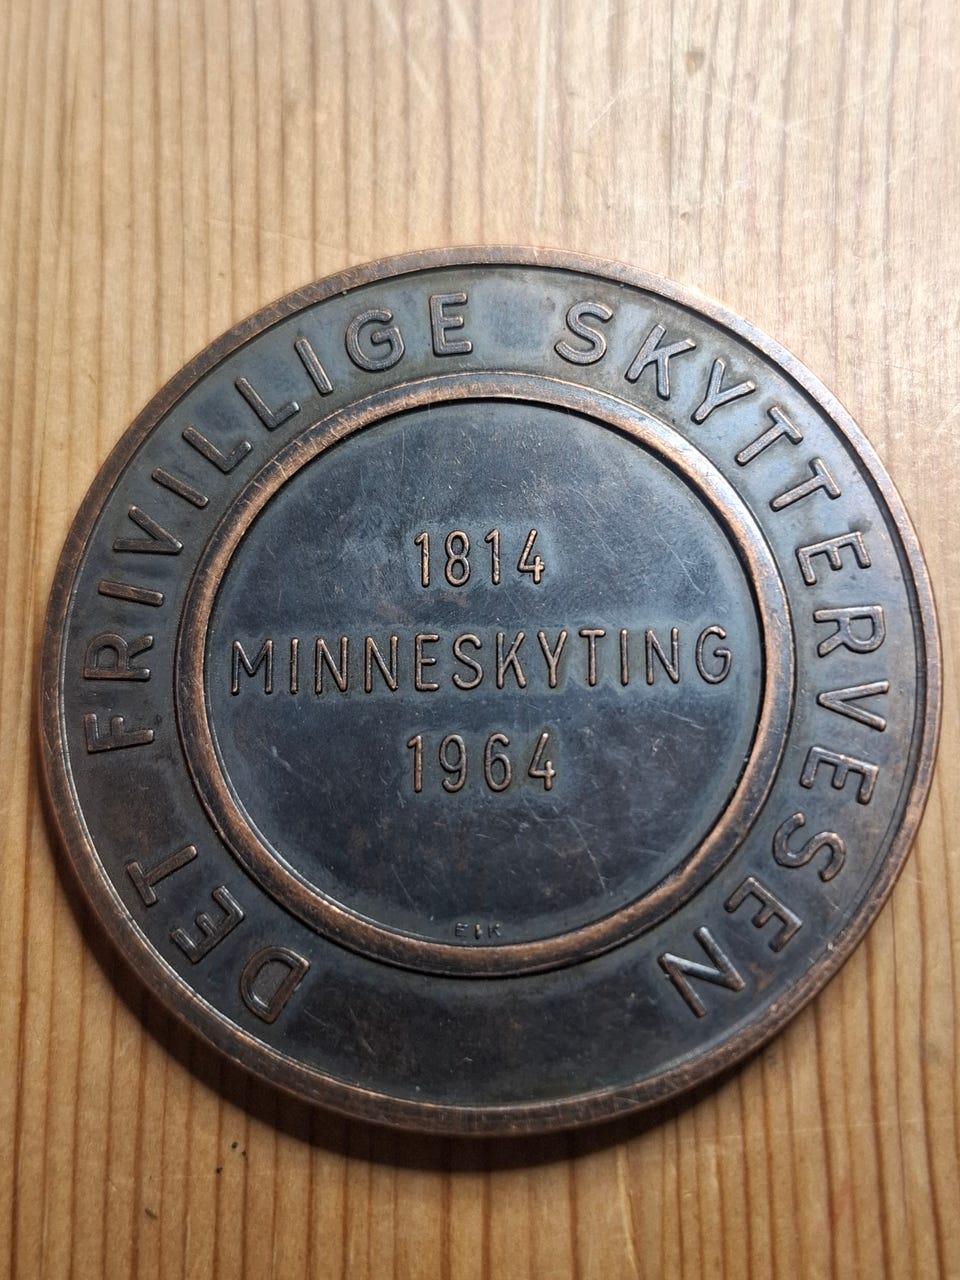 DET FRIVILLIGE SKYTTERVESEN
1814
MINNESKYTING
1964
EIK